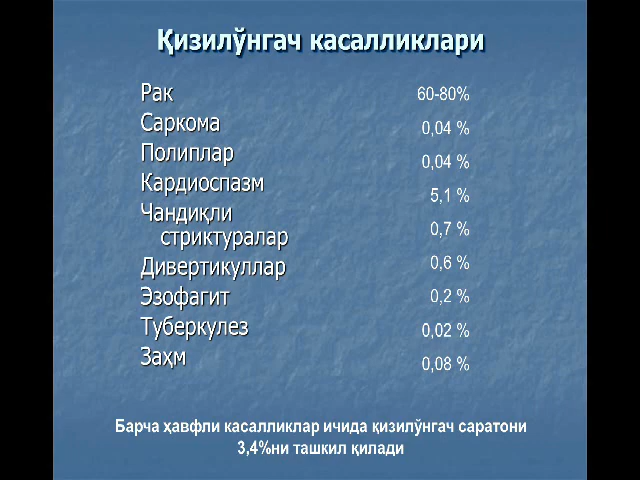 Қизилўнгач касалликлари
Рак 60-80%
Саркома 0,04 %
Полиплар 0,04 %
Кардиоспазм 5,1 %
Чандиқли
стриктуралар 0,7 %
Дивертикуллар 0,6 %
Эзофагит 0,2 %
Туберкулез 0,02 %
Заҳм 0,08 %
Барча ҳавфли касалликлар ичида қизилўнгач саратони
3,4%ни ташкил қилади